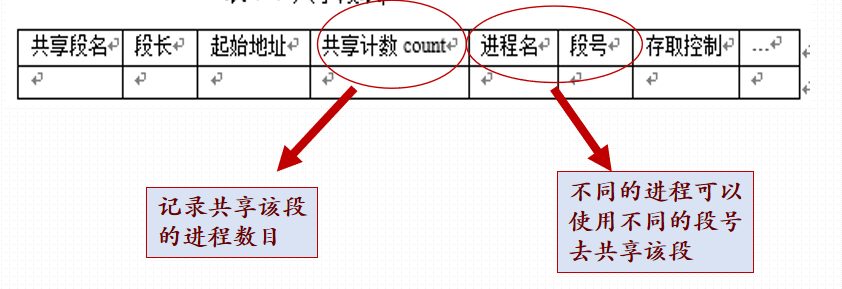 共享段名 段长 起始地址 共享计数 count 进程名 段号 存取控制 …
记录共享该段
的进程数目
不同的进程可以
使用不同的段号
去共享该段